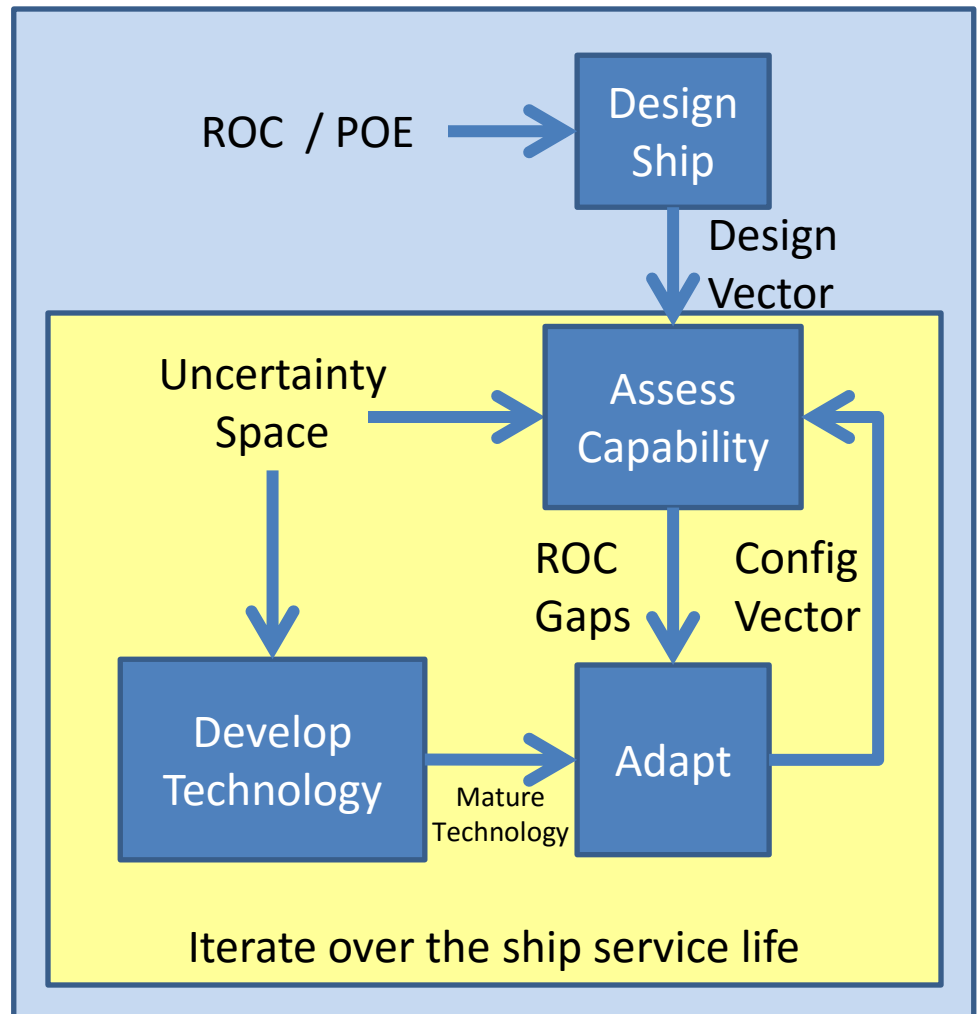 ROC / POE
Design
Ship
Design
Vector
Uncertainty
Space
Assess
Capability
ROC
Gaps
Config
Vector
Develop
Technology
Mature
Technology
Adapt
Iterate over the ship service life